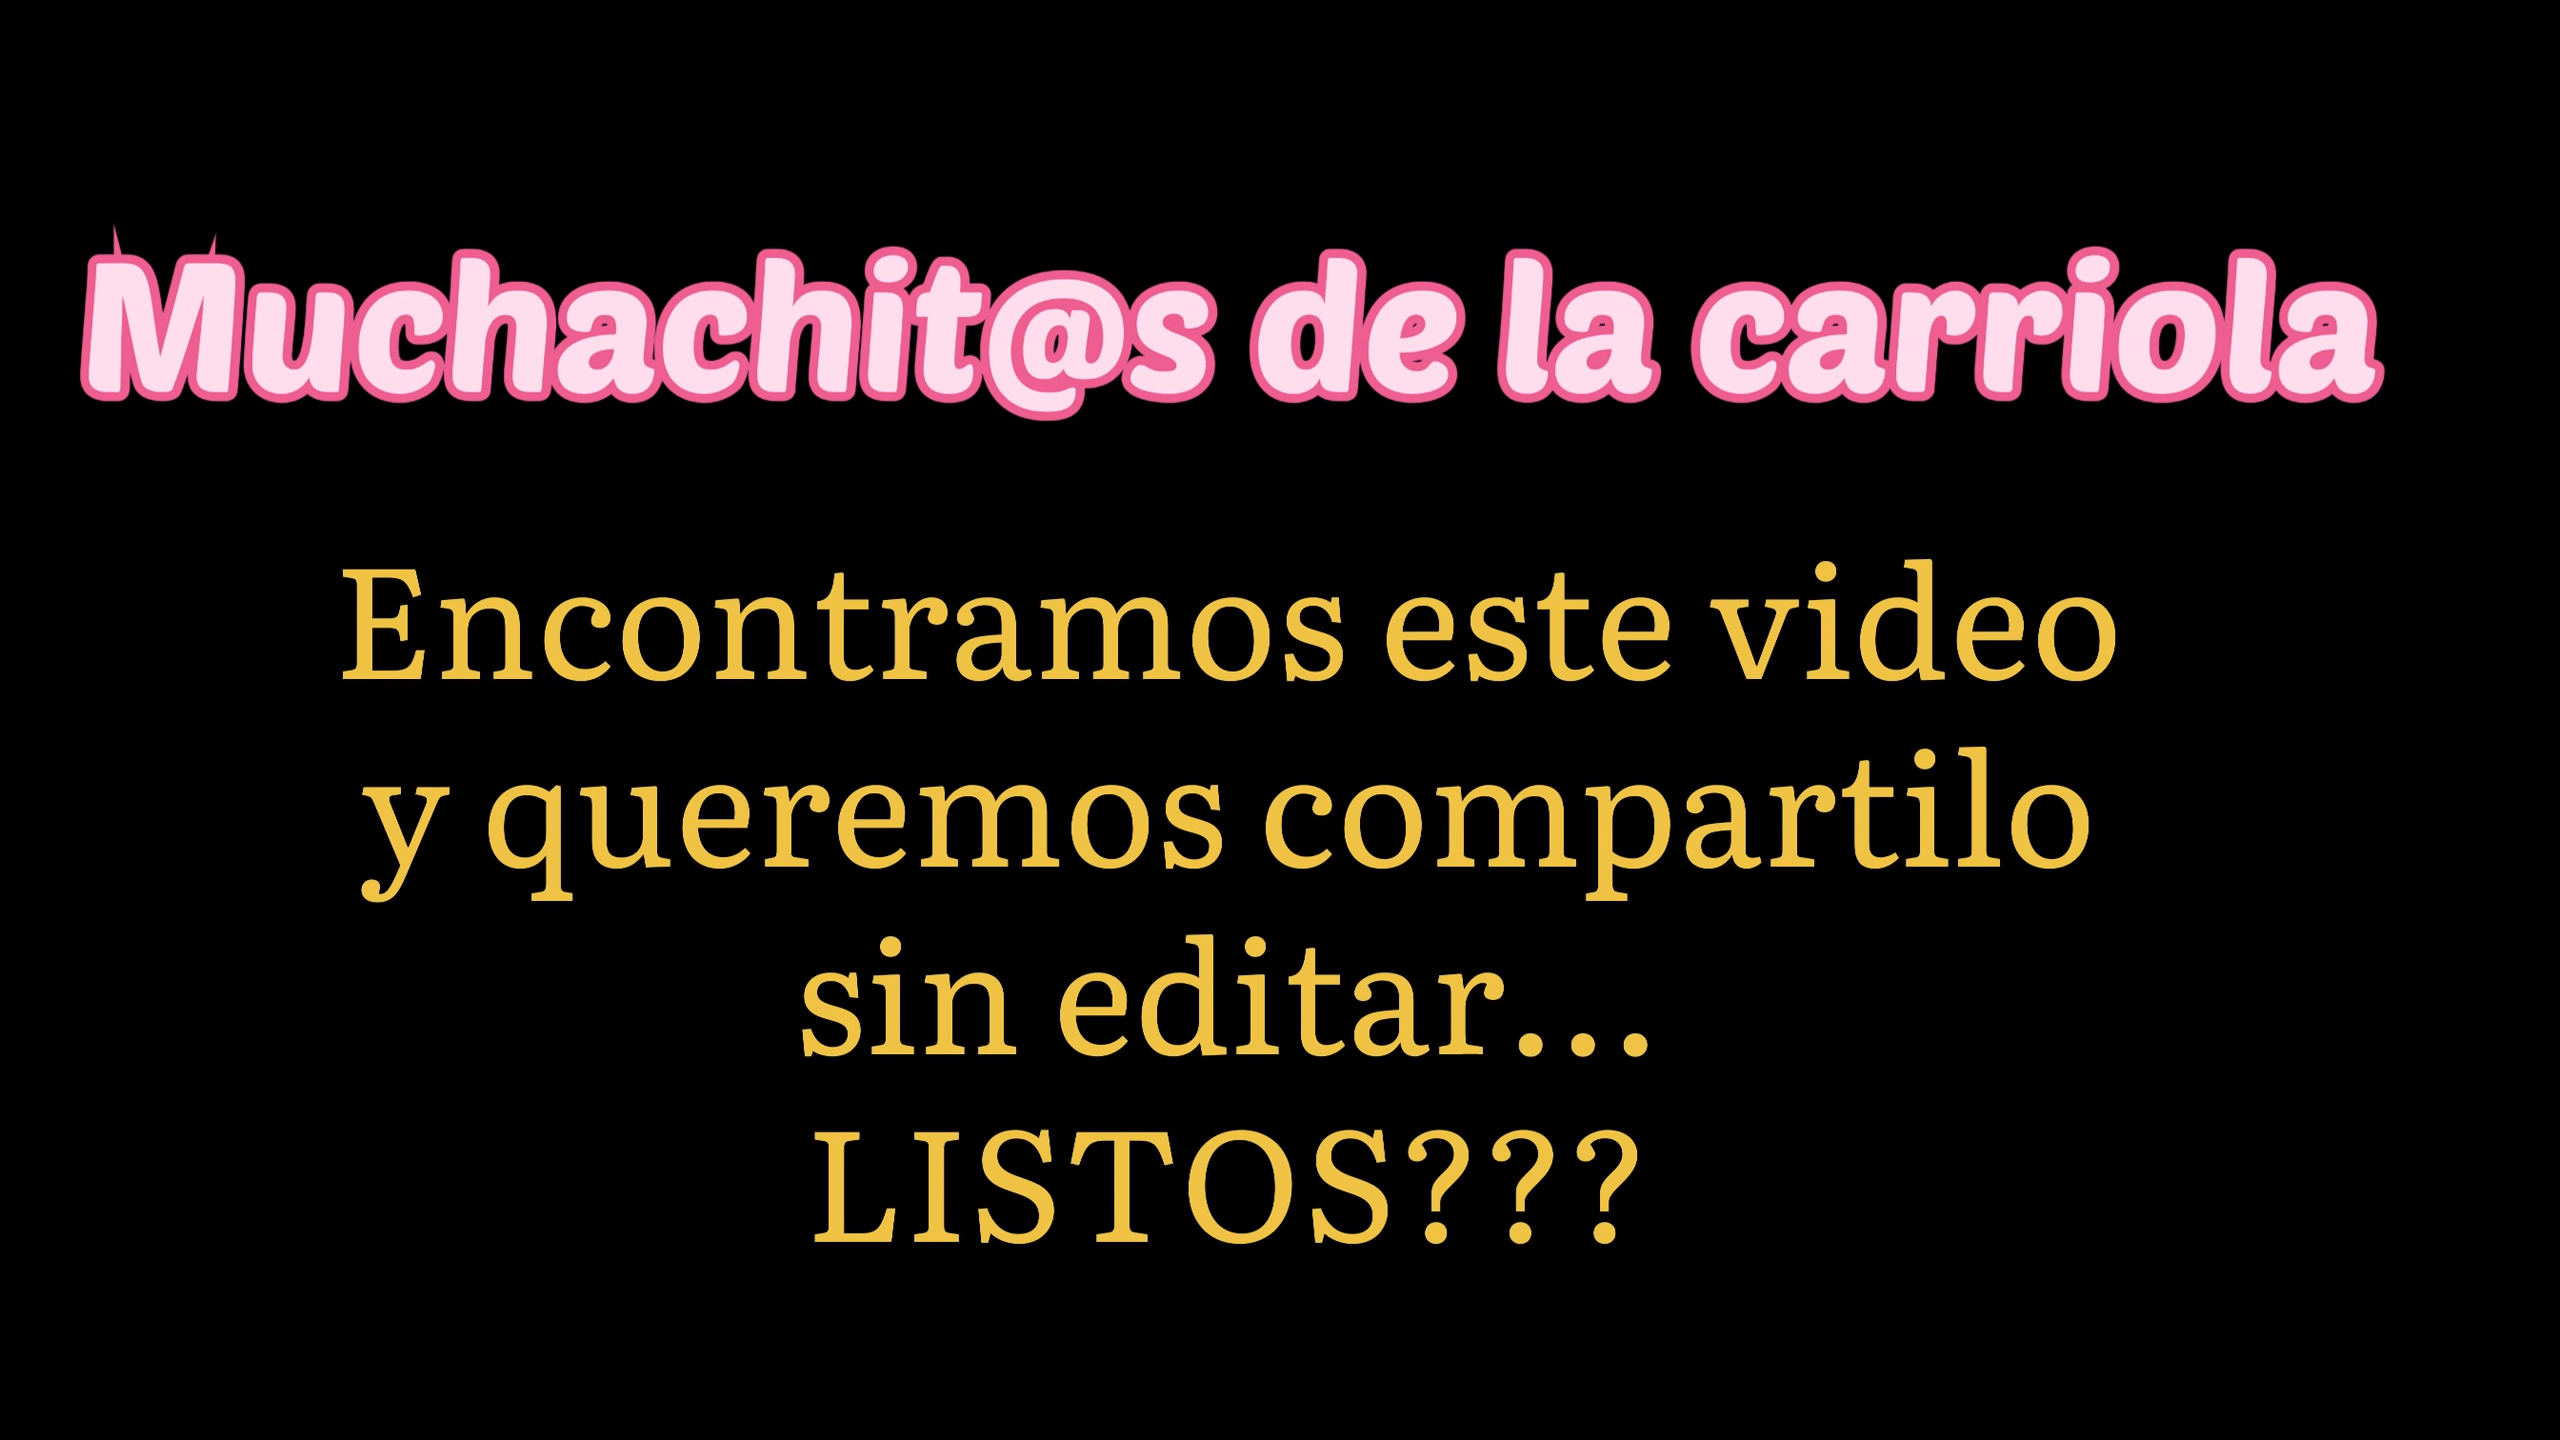 Muchachit@s de la carriola
Encontramos este video
y queremos compartilo
sin editar...
LISTOS???